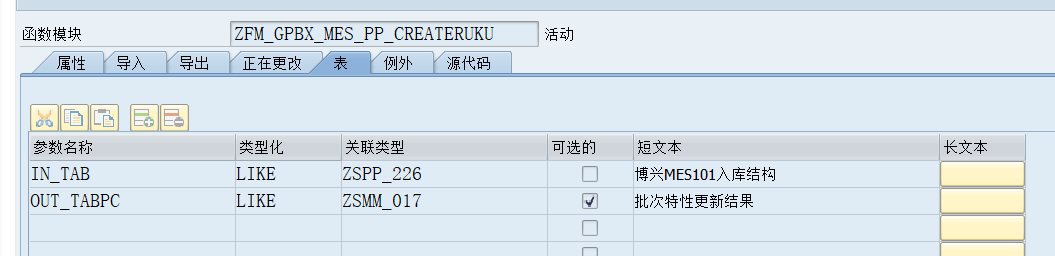 函数模块 ZFM_GPBX_MES_PP_CREATERUKU 活动
属性 导入 导出 正在更改 表 例外 源代码
参数名称 类型化 关联类型 可选的 短文本 长文本
IN_TAB LIKE ZSPP_226 博兴MES101入库结构
OUT_TABPC LIKE ZSMM_017 批次特性更新结果